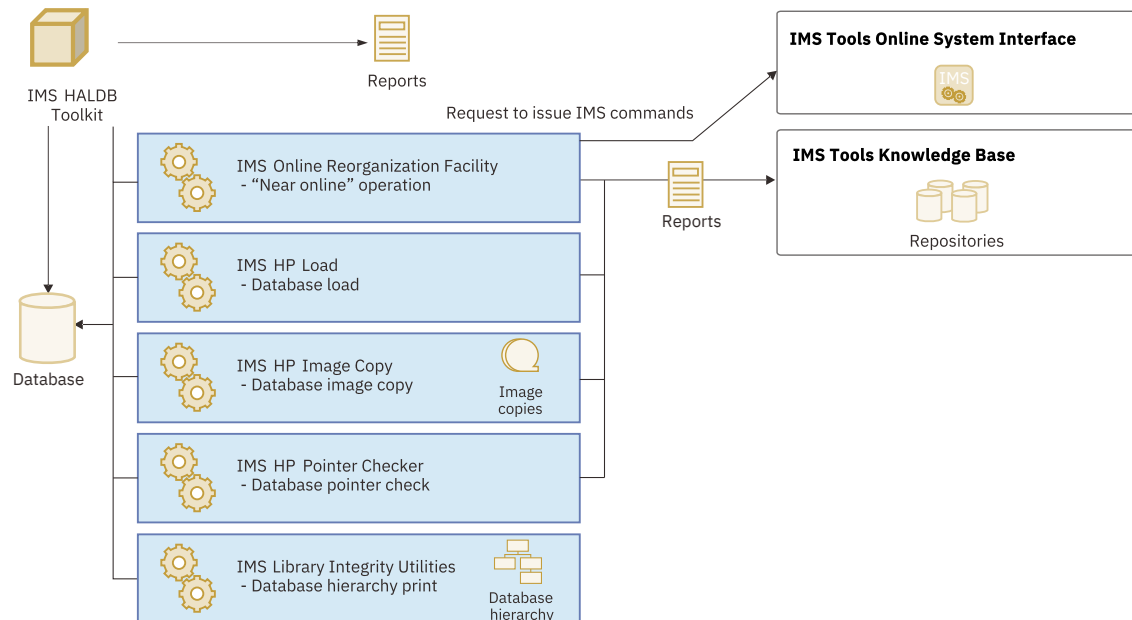 IMS HALDB
Toolkit
Reports
IMS Tools Online System Interface
IMS
Request to issue IMS commands
IMS Online Reorganization Facility
- “Near online” operation
Reports
IMS Tools Knowledge Base
Repositories
IMS HP Load
- Database load
Database
IMS HP Image Copy
- Database image copy
Image
copies
IMS HP Pointer Checker
- Database pointer check
IMS Library Integrity Utilities
- Database hierarchy print
Database
hierarchy